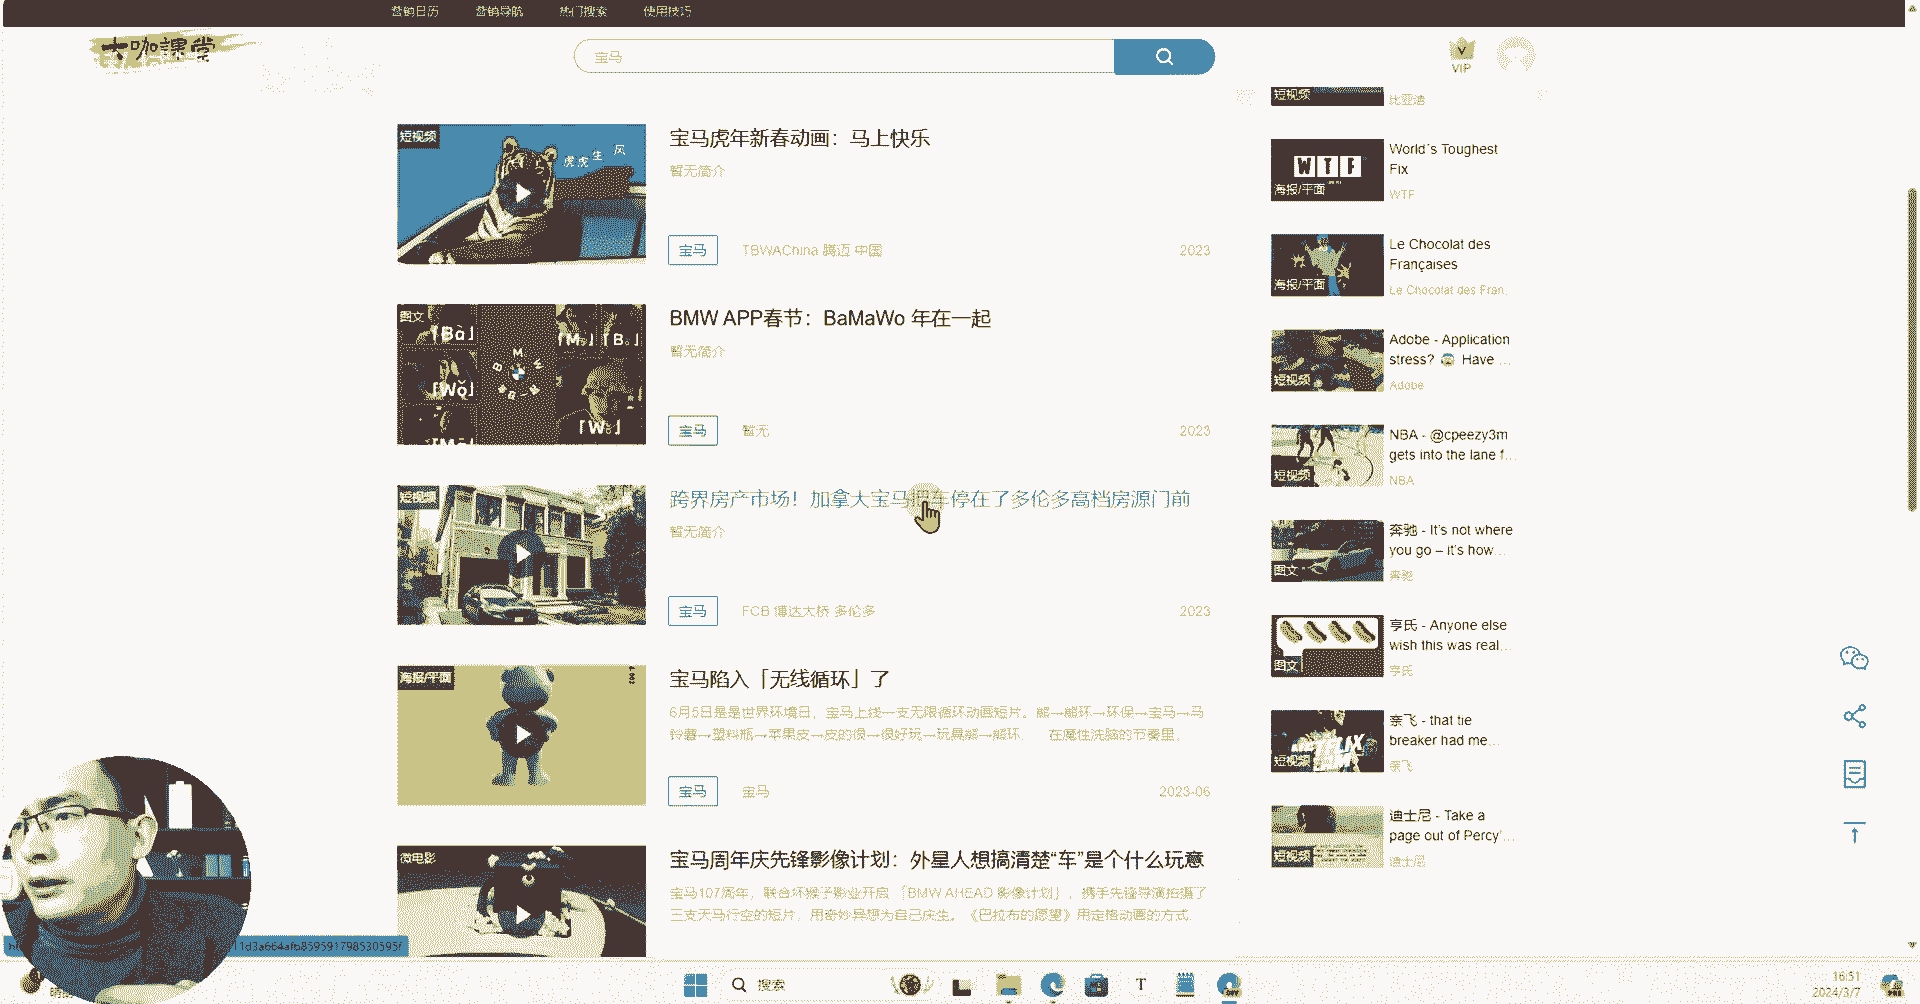 营销日历 营销导航 热门搜索 使用技巧
大咖課堂
宝马
VIP
短视频
宝马虎年新春动画：马上快乐
虎虎生风
暂无简介
宝马 TBWAChina 腾迈 中国 2023
图文
BMW APP春节：BaMaWo 年在一起
「Bà」
「Wǒ」
暂无简介
宝马 暂无 2023
短视频
跨界房产市场！加拿大宝马把车停在了多伦多高档房源门前
暂无简介
宝马 FCB 博达大桥 多伦多 2023
海报/平面
宝马陷入「无线循环」了
6月5日是世界环境日，宝马上线一支无限循环动画短片。熊→熊环→环保→宝马→马
铃薯→塑料瓶→苹果皮→皮的很→很好玩→玩具熊→熊环. 在魔性洗脑的节奏里,
宝马 宝马 2023-06
微电影
宝马周年庆先锋影像计划：外星人想搞清楚“车”是个什么玩意
宝马107周年，联合坏猴子影业开启「BMW AHEAD 影像计划」，携手先锋导演拍摄了
三支天马行空的短片，用奇妙异想为自己庆生。《巴拉布的愿望》用定格动画的方式.
短视频
比亚迪
WTF
海报/平面
World´s Toughest
Fix
WTF
海报/平面
Le Chocolat des
Françaises
Le Chocolat des Fran.
短视频
Adobe - Application
stress? 😨 Have ...
Adobe
短视频
NBA - @cpeezy3m
gets into the lane f...
NBA
图文
奔驰 - It’s not where
you go – it’s how...
奔驰
图文
亨氏 - Anyone else
wish this was real...
亨氏
NETFLIX
短视频
奈飞 - that tie
breaker had me...
奈飞
短视频
迪士尼 - Take a
page out of Percy’...
迪士尼
11d3a664afb859591798530595f
搜索
16:51
2024/3/7